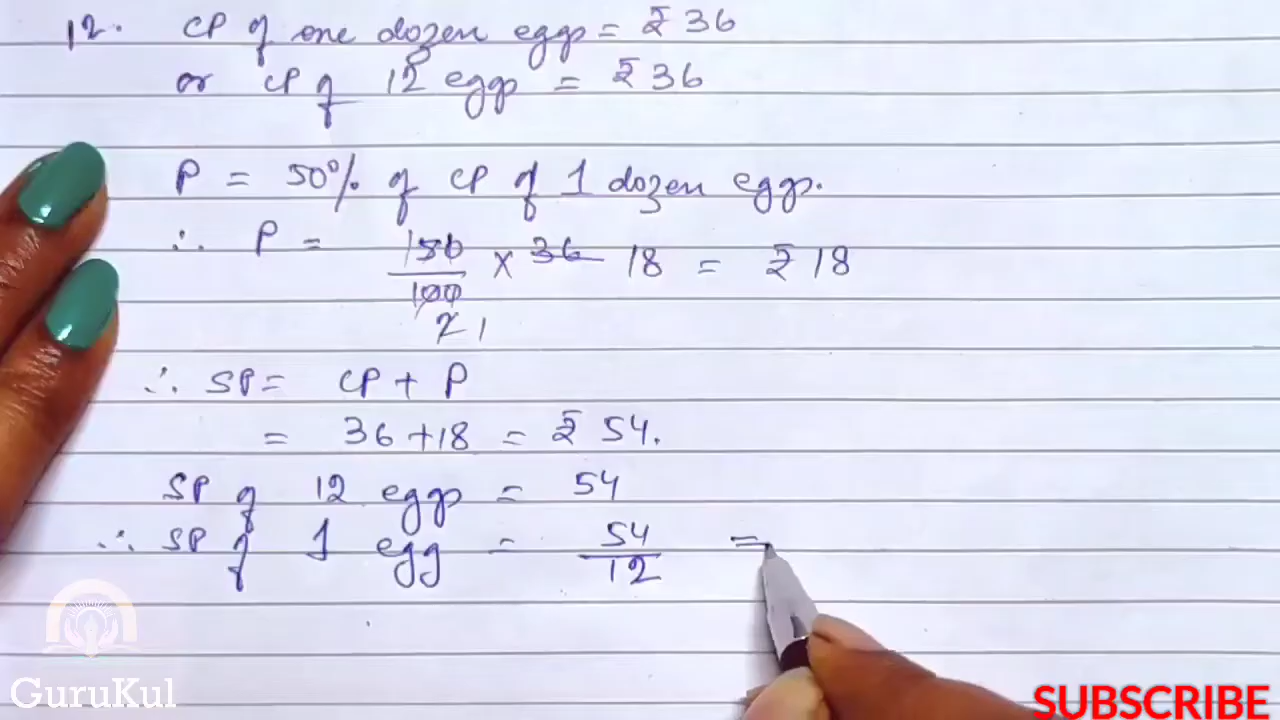 12. CP of one dozen eggs = ₹ 36
or CP of 12 eggs = ₹ 36
P = 50% of CP of 1 dozen eggs.
∴ P = 150/100 × 36 18 = ₹ 18
2 1
∴ SP = CP + P
= 36 + 18 = ₹ 54.
SP of 12 eggs = 54
∴ SP of 1 egg = 54/12 =
GuruKul
SUBSCRIBE